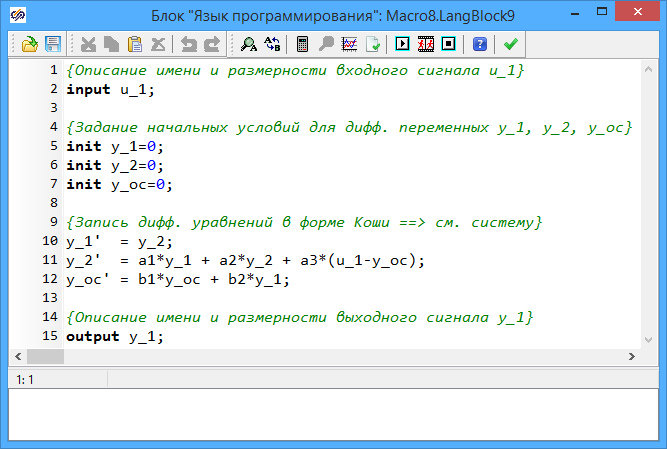 Блок "Язык программирования": Macro8.LangBlock9
1 {Описание имени и размерности входного сигнала u_1}
2 input u_1;
3
4 {Задание начальных условий для дифф. переменных y_1, y_2, y_oc}
5 init y_1=0;
6 init y_2=0;
7 init y_oc=0;
8
9 {Запись дифф. уравнений в форме Коши ==> см. систему}
10 y_1'  = y_2;
11 y_2'  = a1*y_1 + a2*y_2 + a3*(u_1-y_oc);
12 y_oc' = b1*y_oc + b2*y_1;
13
14 {Описание имени и размерности выходного сигнала y_1}
15 output y_1;
1: 1